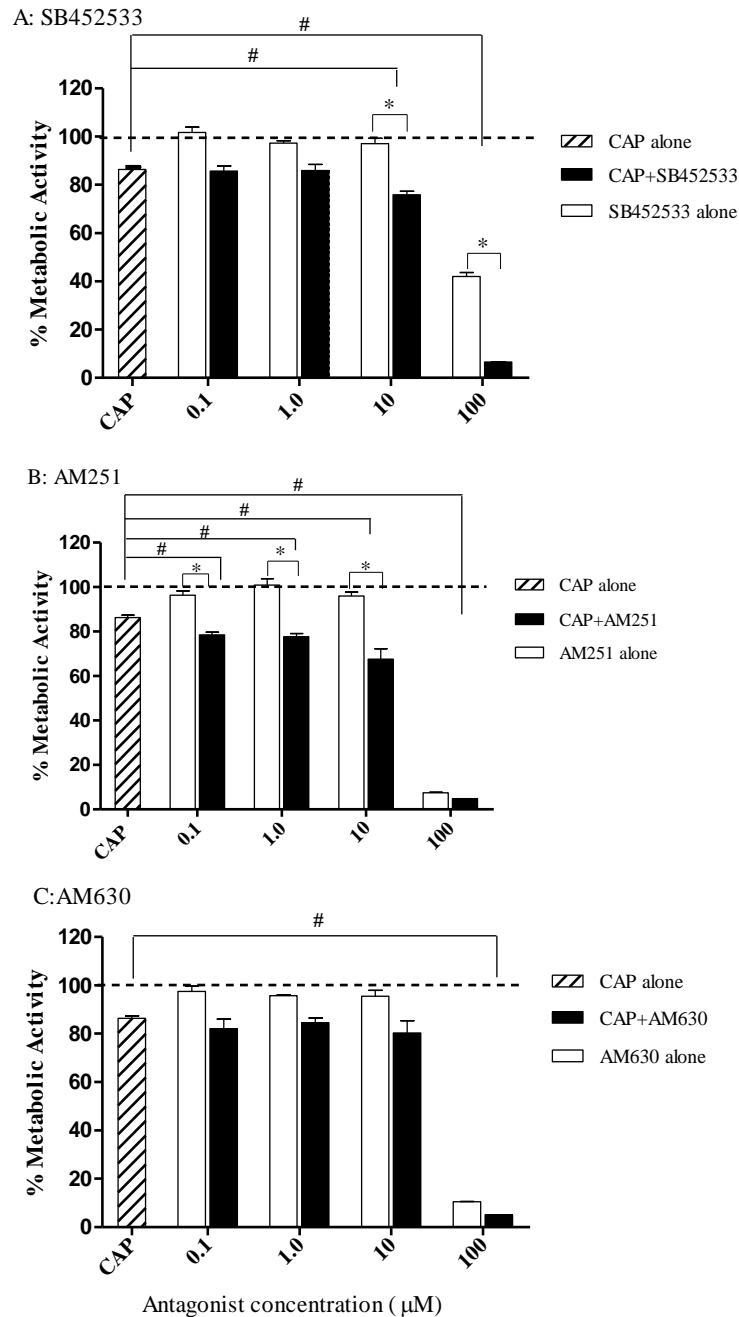 A: SB452533
#
#
120
100
80
60
40
20
0
% Metabolic Activity
*
*
CAP
0.1
1.0
10
100
CAP alone
CAP+SB452533
SB452533 alone
B: AM251
#
#
#
#
120
100
80
60
40
20
0
% Metabolic Activity
*
*
*
CAP
0.1
1.0
10
100
CAP alone
CAP+AM251
AM251 alone
C:AM630
#
120
100
80
60
40
20
0
% Metabolic Activity
CAP
0.1
1.0
10
100
CAP alone
CAP+AM630
AM630 alone
Antagonist concentration ( μM)